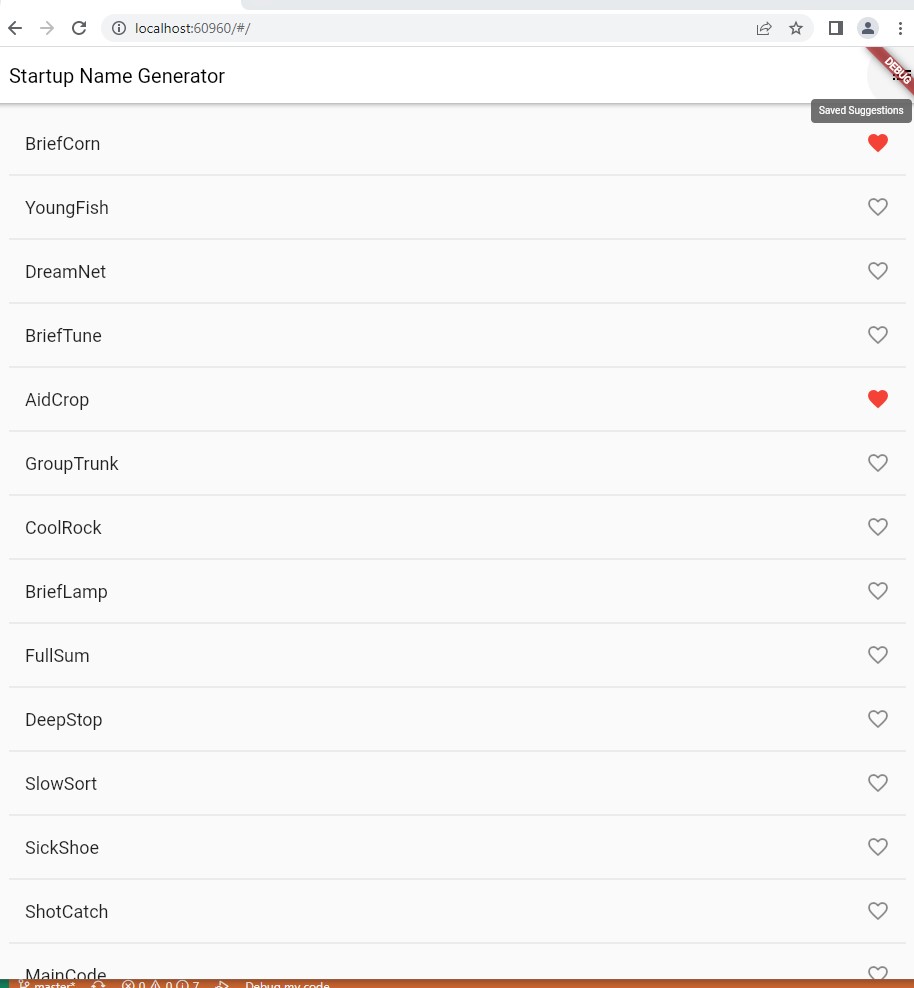 localhost:60960/#/
Startup Name Generator
DEBUG
Saved Suggestions
BriefCorn
YoungFish
DreamNet
BriefTune
AidCrop
GroupTrunk
CoolRock
BriefLamp
FullSum
DeepStop
SlowSort
SickShoe
ShotCatch
MainCode
master* 0 0 7 Debug my code